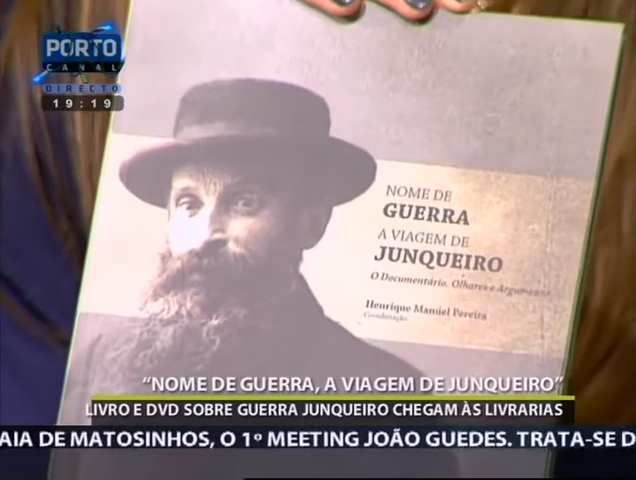 PORTO
CANAL
DIRECTO
19:19
NOME DE
GUERRA
A VIAGEM DE
JUNQUEIRO
O Documentário. Olhares e Argumento
Henrique Manuel Pereira
Coordenação
“NOME DE GUERRA, A VIAGEM DE JUNQUEIRO”
LIVRO E DVD SOBRE GUERRA JUNQUEIRO CHEGAM ÀS LIVRARIAS
AIA DE MATOSINHOS, O 1º MEETING JOÃO GUEDES. TRATA-SE D